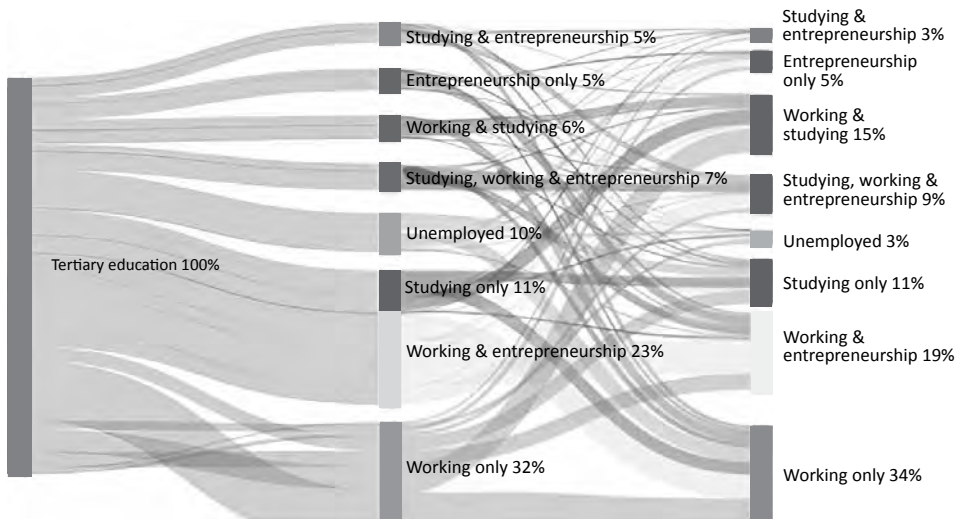 Tertiary education 100%
Studying & entrepreneurship 5%
Entrepreneurship only 5%
Working & studying 6%
Studying, working & entrepreneurship 7%
Unemployed 10%
Studying only 11%
Working & entrepreneurship 23%
Working only 32%
Studying &
entrepreneurship 3%
Entrepreneurship
only 5%
Working &
studying 15%
Studying, working &
entrepreneurship 9%
Unemployed 3%
Studying only 11%
Working &
entrepreneurship 19%
Working only 34%